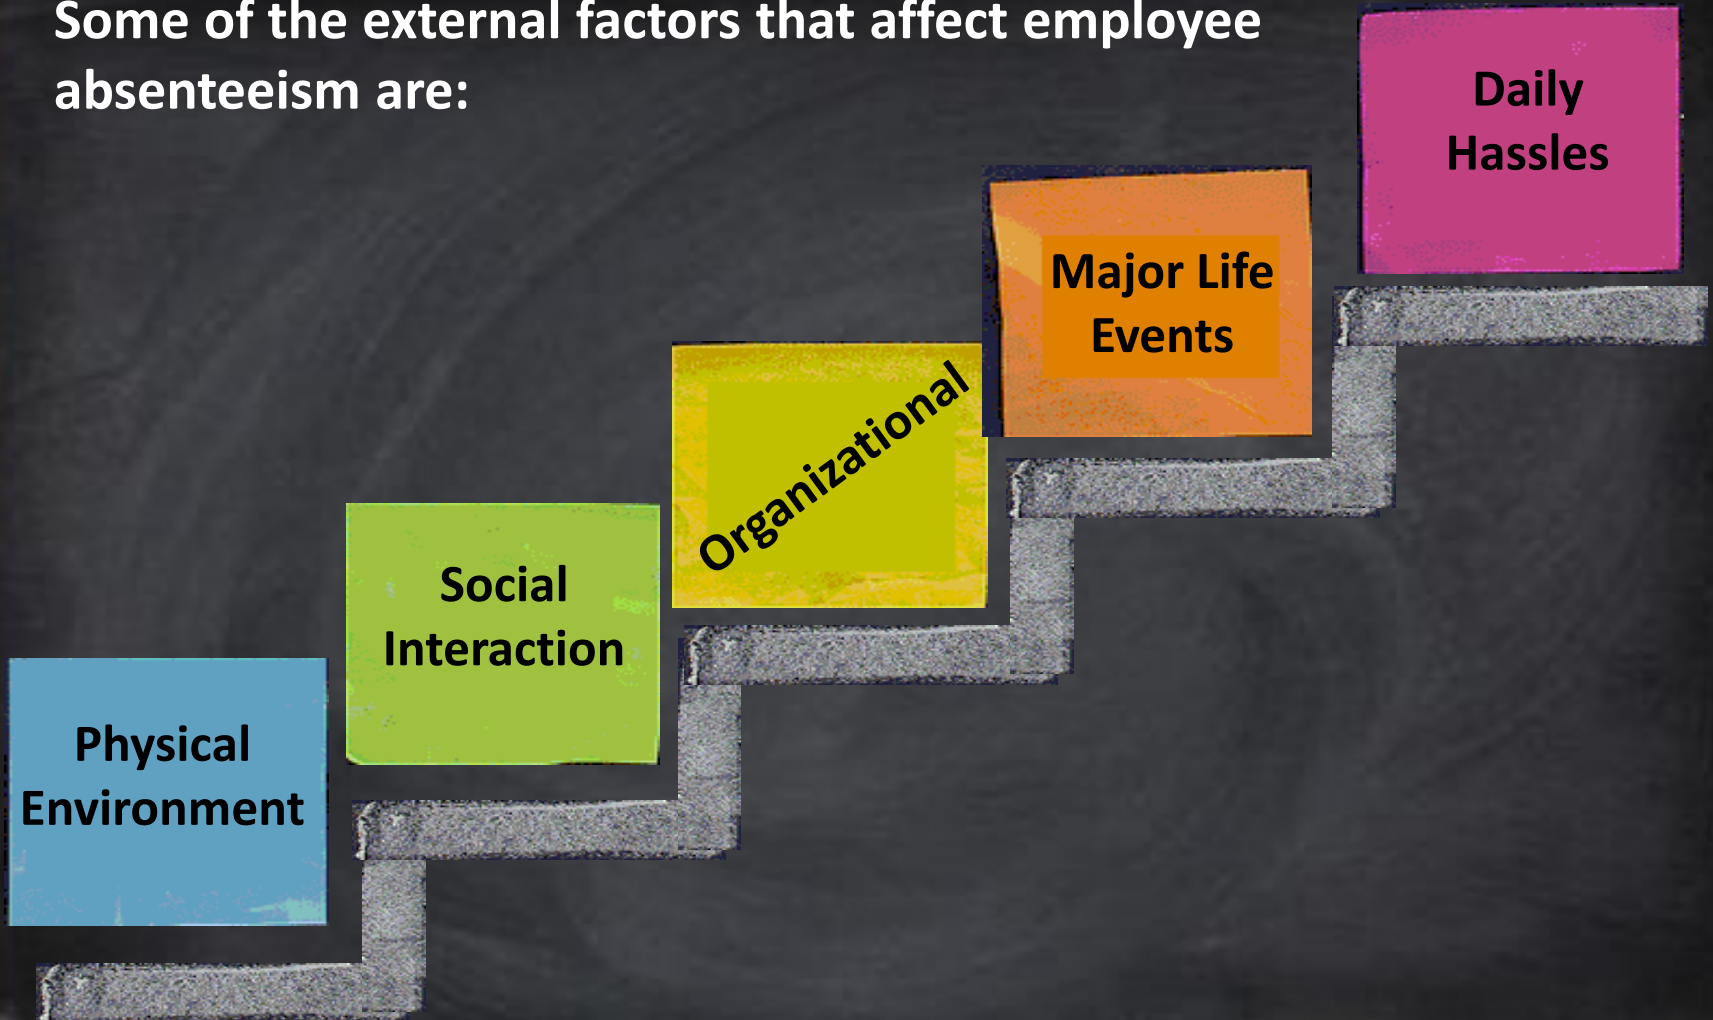 Some of the external factors that affect employee
absenteeism are:
Daily
Hassles
Major Life
Events
Organizational
Social
Interaction
Physical
Environment